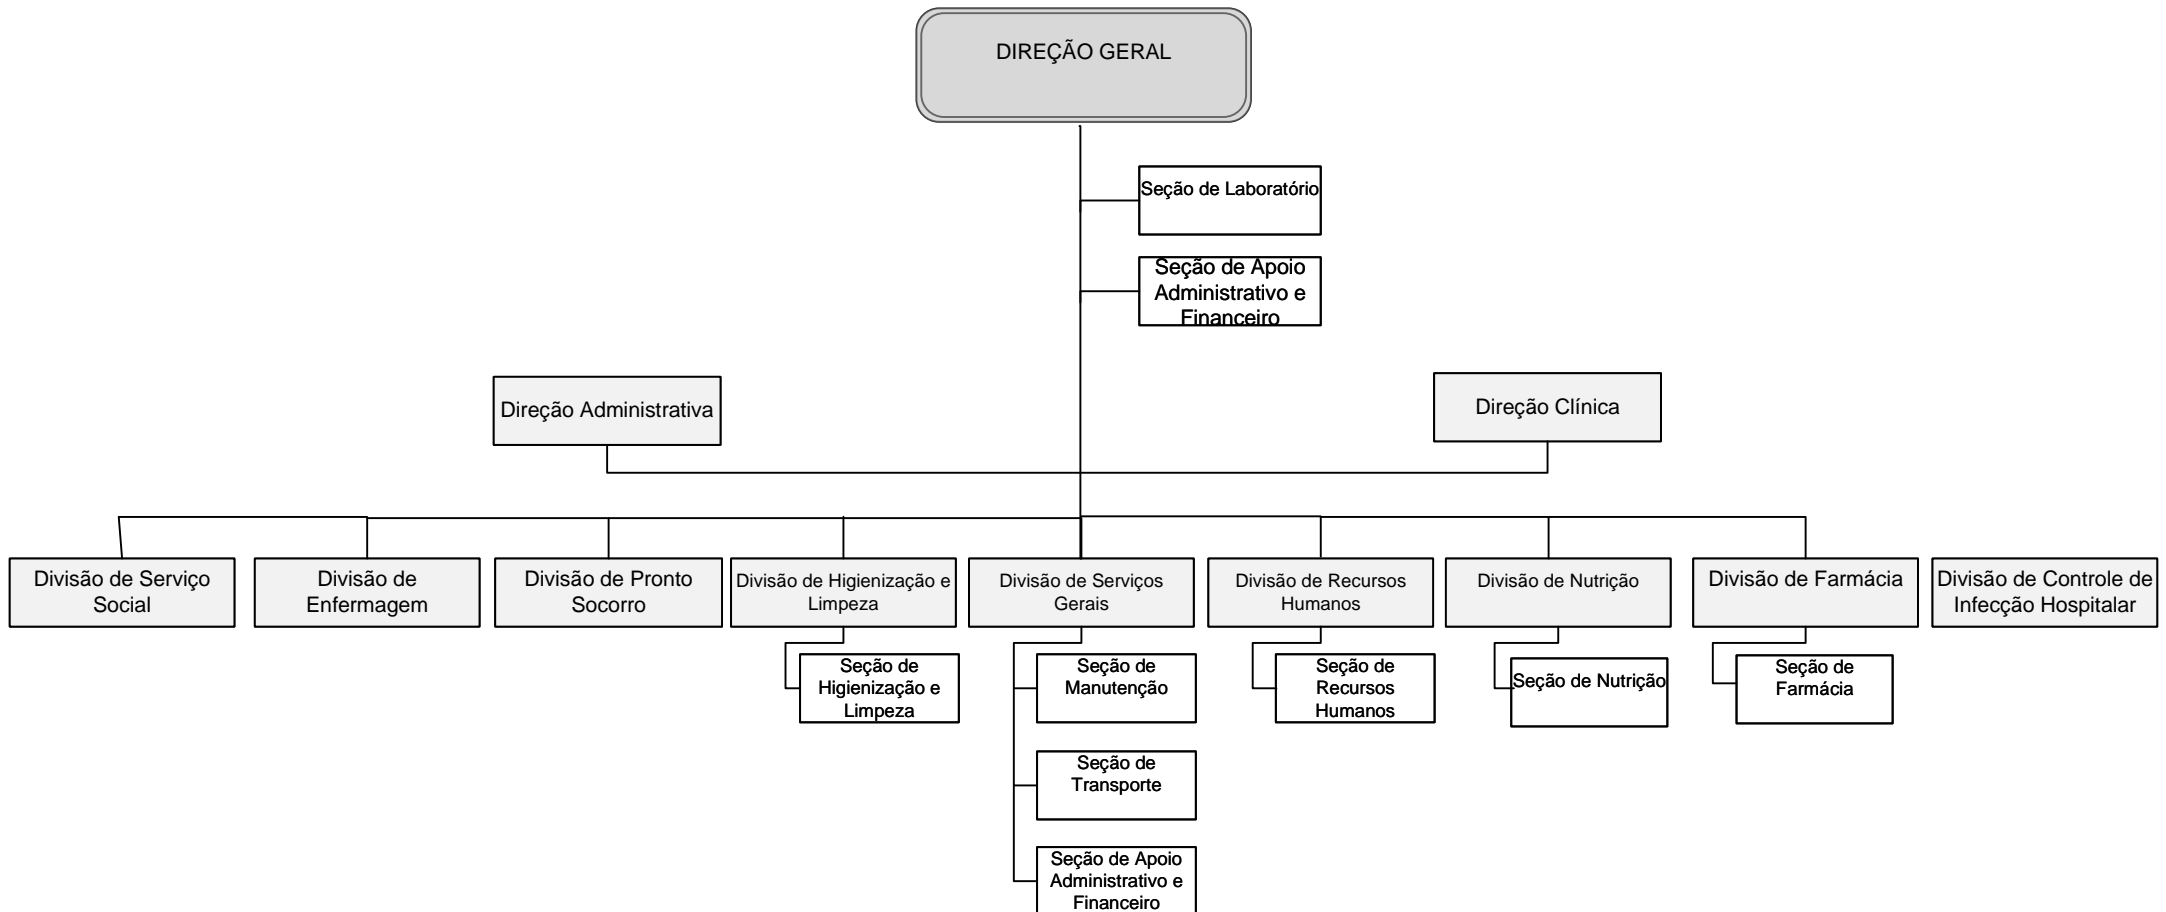 DIREÇÃO GERAL
Seção de Laboratório
Seção de Apoio
Administrativo e
Financeiro
Direção Administrativa
Direção Clínica
Divisão de Serviço
Social
Divisão de
Enfermagem
Divisão de Pronto
Socorro
Divisão de Higienização e
Limpeza
Divisão de Serviços
Gerais
Divisão de Recursos
Humanos
Divisão de Nutrição
Divisão de Farmácia
Divisão de Controle de
Infecção Hospitalar
Seção de
Higienização e
Limpeza
Seção de
Manutenção
Seção de
Recursos
Humanos
Seção de Nutrição
Seção de
Farmácia
Seção de
Transporte
Seção de Apoio
Administrativo e
Financeiro